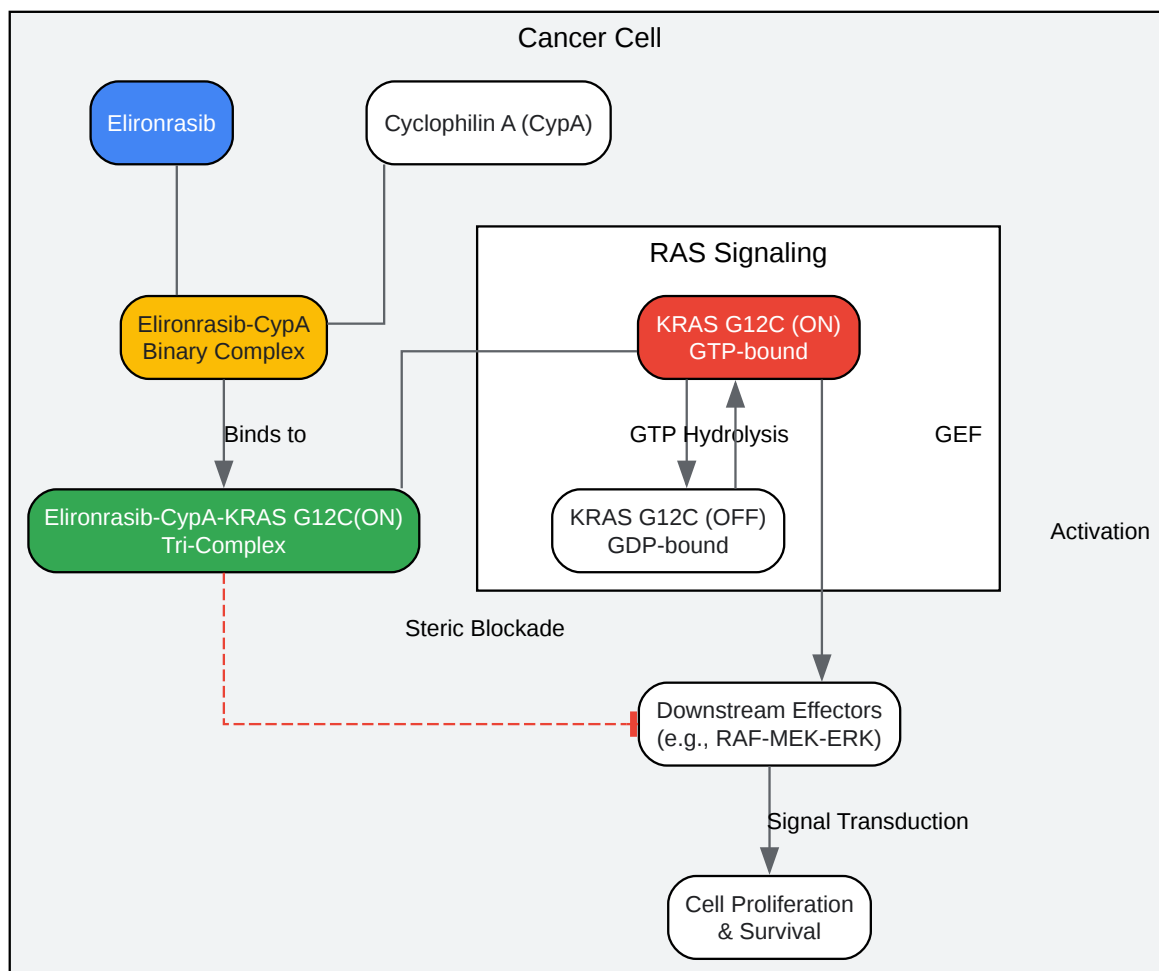 Cancer Cell
Elironrasib
Cyclophilin A (CypA)
RAS Signaling
Elironrasib-CypA
Binary Complex
KRAS G12C (ON)
GTP-bound
Binds to
GTP Hydrolysis
GEF
Elironrasib-CypA-KRAS G12C(ON)
Tri-Complex
KRAS G12C (OFF)
GDP-bound
Activation
Steric Blockade
Downstream Effectors
(e.g., RAF-MEK-ERK)
Signal Transduction
Cell Proliferation
& Survival